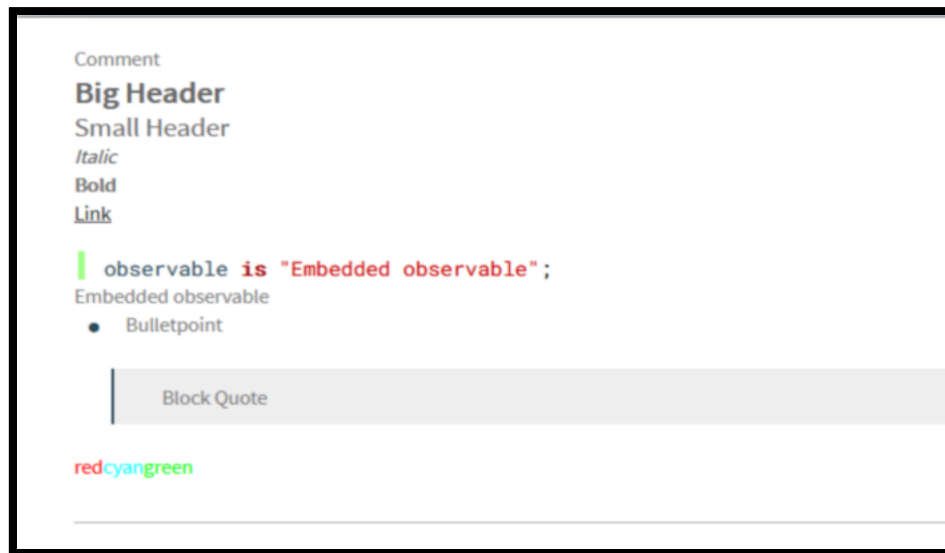 Comment
Big Header
Small Header
Italic
Bold
Link
observable is "Embedded observable";
Embedded observable
Bulletpoint
Block Quote
redcyangreen